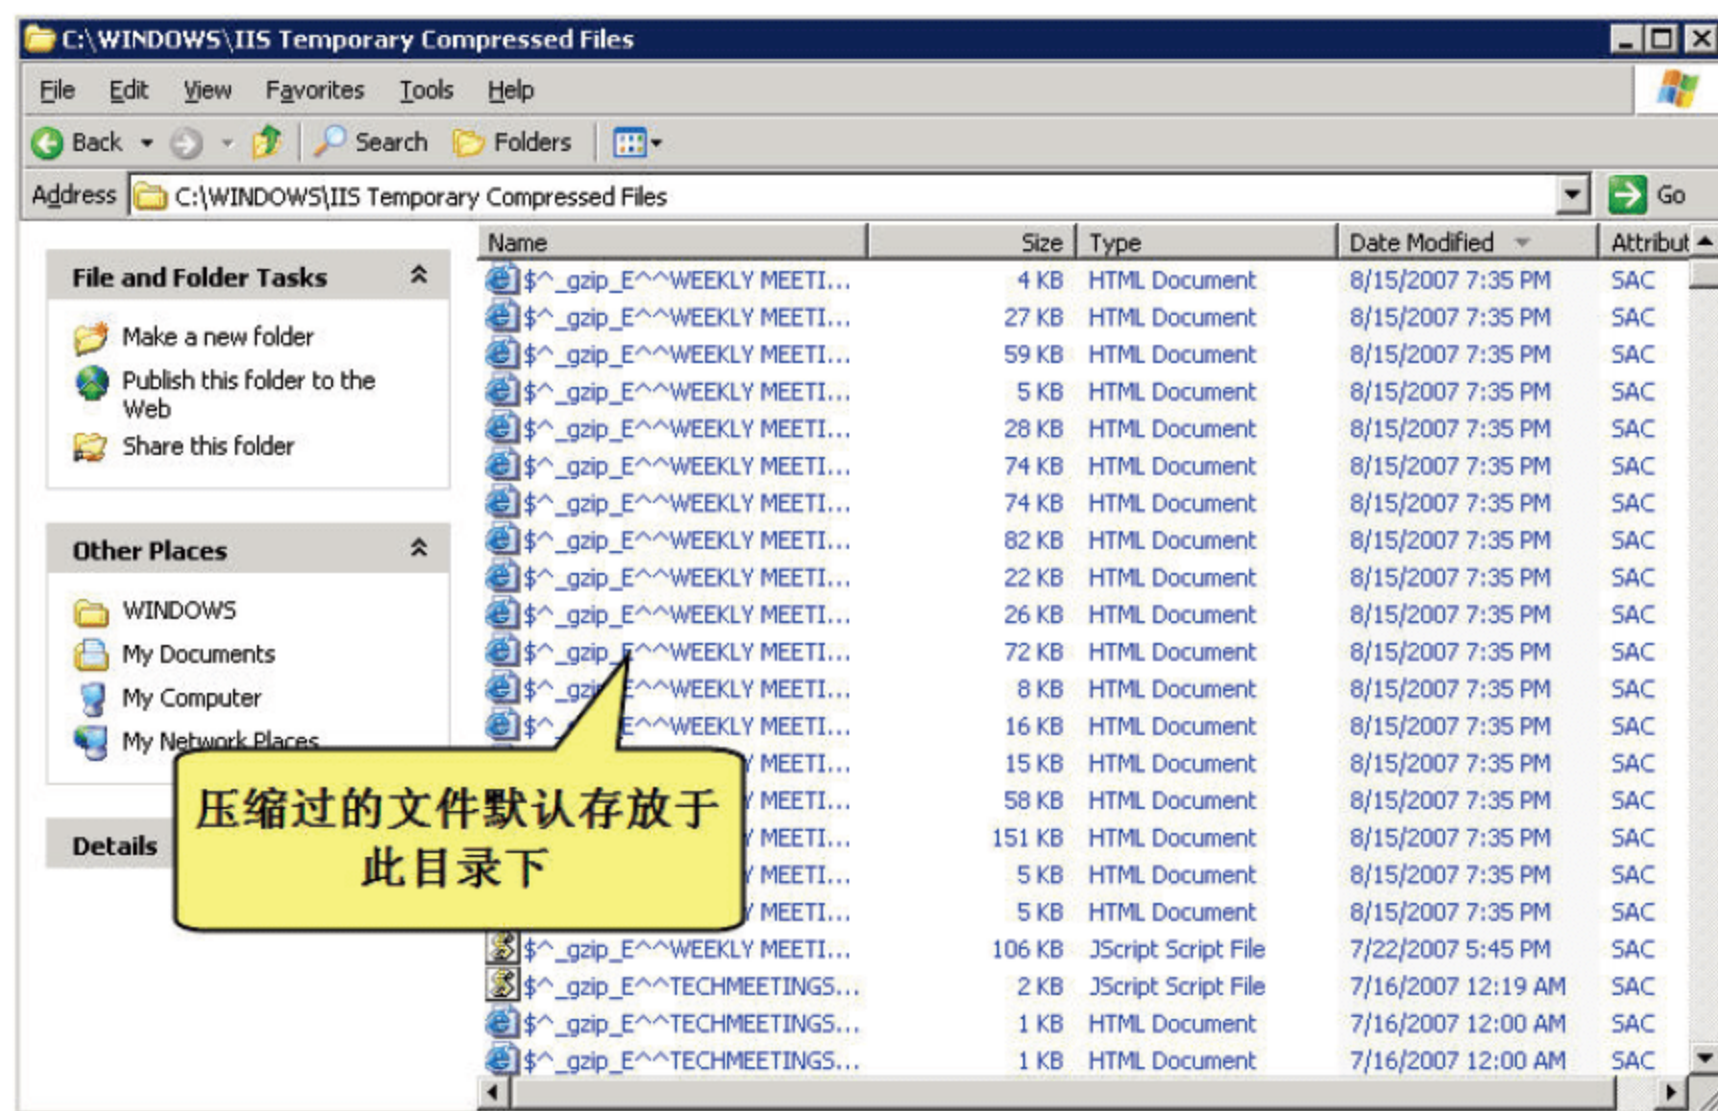 C:\WINDOWS\IIS Temporary Compressed Files
File Edit View Favorites Tools Help
Back Search Folders
Address C:\WINDOWS\IIS Temporary Compressed Files Go
Name Size Type Date Modified Attribut
File and Folder Tasks
Make a new folder
Publish this folder to the
Web
Share this folder
Other Places
WINDOWS
My Documents
My Computer
My Network Places
Details
$^_gzip_E^^WEEKLY MEETI... 4 KB HTML Document 8/15/2007 7:35 PM SAC
$^_gzip_E^^WEEKLY MEETI... 27 KB HTML Document 8/15/2007 7:35 PM SAC
$^_gzip_E^^WEEKLY MEETI... 59 KB HTML Document 8/15/2007 7:35 PM SAC
$^_gzip_E^^WEEKLY MEETI... 5 KB HTML Document 8/15/2007 7:35 PM SAC
$^_gzip_E^^WEEKLY MEETI... 28 KB HTML Document 8/15/2007 7:35 PM SAC
$^_gzip_E^^WEEKLY MEETI... 74 KB HTML Document 8/15/2007 7:35 PM SAC
$^_gzip_E^^WEEKLY MEETI... 74 KB HTML Document 8/15/2007 7:35 PM SAC
$^_gzip_E^^WEEKLY MEETI... 82 KB HTML Document 8/15/2007 7:35 PM SAC
$^_gzip_E^^WEEKLY MEETI... 22 KB HTML Document 8/15/2007 7:35 PM SAC
$^_gzip_E^^WEEKLY MEETI... 26 KB HTML Document 8/15/2007 7:35 PM SAC
$^_gzip_E^^WEEKLY MEETI... 72 KB HTML Document 8/15/2007 7:35 PM SAC
$^_gzip_E^^WEEKLY MEETI... 8 KB HTML Document 8/15/2007 7:35 PM SAC
$^_gzip_E^^WEEKLY MEETI... 16 KB HTML Document 8/15/2007 7:35 PM SAC
MEETI... 15 KB HTML Document 8/15/2007 7:35 PM SAC
MEETI... 58 KB HTML Document 8/15/2007 7:35 PM SAC
MEETI... 151 KB HTML Document 8/15/2007 7:35 PM SAC
MEETI... 5 KB HTML Document 8/15/2007 7:35 PM SAC
MEETI... 5 KB HTML Document 8/15/2007 7:35 PM SAC
$^_gzip_E^^WEEKLY MEETI... 106 KB JScript Script File 7/22/2007 5:45 PM SAC
$^_gzip_E^^TECHMEETINGS... 2 KB JScript Script File 7/16/2007 12:19 AM SAC
$^_gzip_E^^TECHMEETINGS... 1 KB HTML Document 7/16/2007 12:00 AM SAC
$^_gzip_E^^TECHMEETINGS... 1 KB HTML Document 7/16/2007 12:00 AM SAC
压缩过的文件默认存放于
此目录下